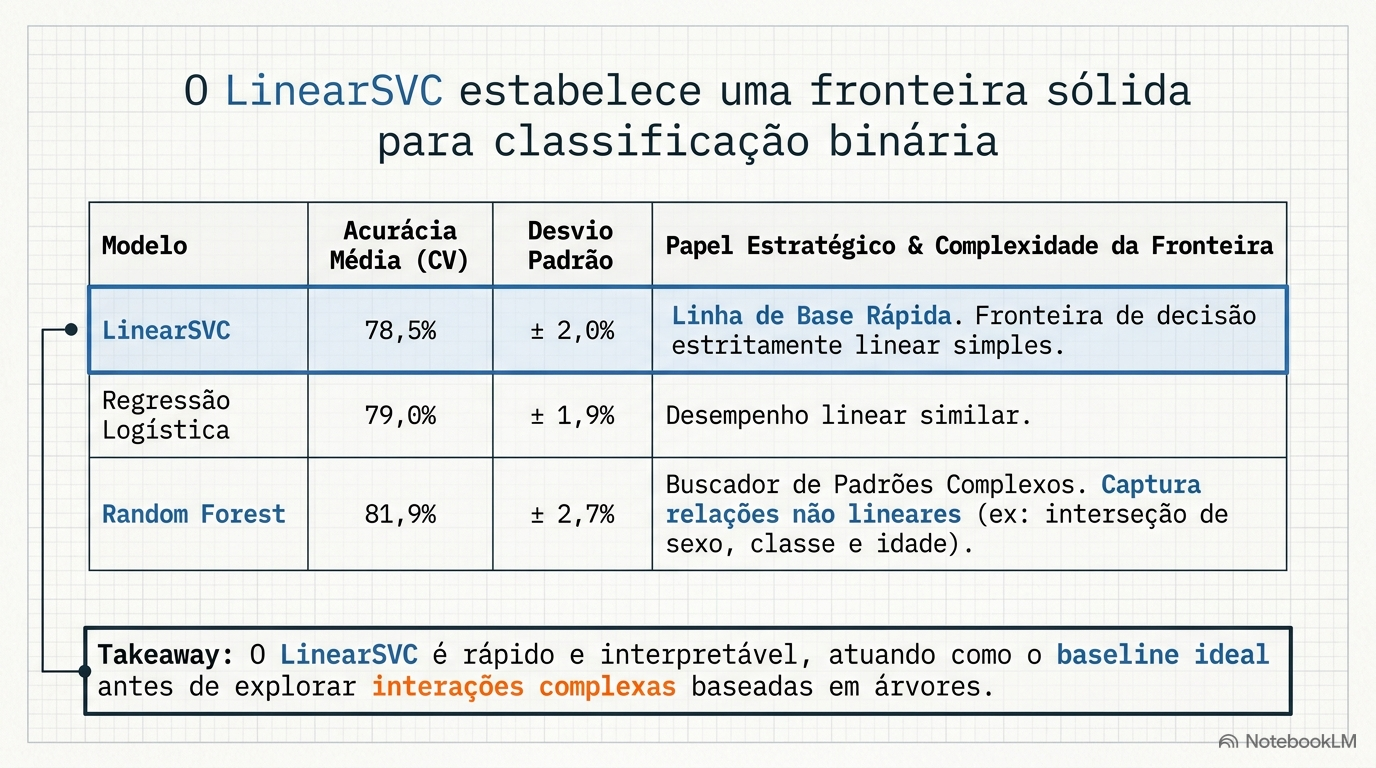 O LinearSVC estabelece uma fronteira sólida
para classificação binária
Modelo
Acurácia
Média (CV)
Desvio
Padrão
Papel Estratégico & Complexidade da Fronteira
LinearSVC
78,5%
± 2,0%
Linha de Base Rápida. Fronteira de decisão
estritamente linear simples.
Regressão
Logística
79,0%
± 1,9%
Desempenho linear similar.
Random Forest
81,9%
± 2,7%
Buscador de Padrões Complexos. Captura
relações não lineares (ex: interseção de
sexo, classe e idade).
Takeaway: O LinearSVC é rápido e interpretável, atuando como o baseline ideal
antes de explorar interações complexas baseadas em árvores.
NotebookLM